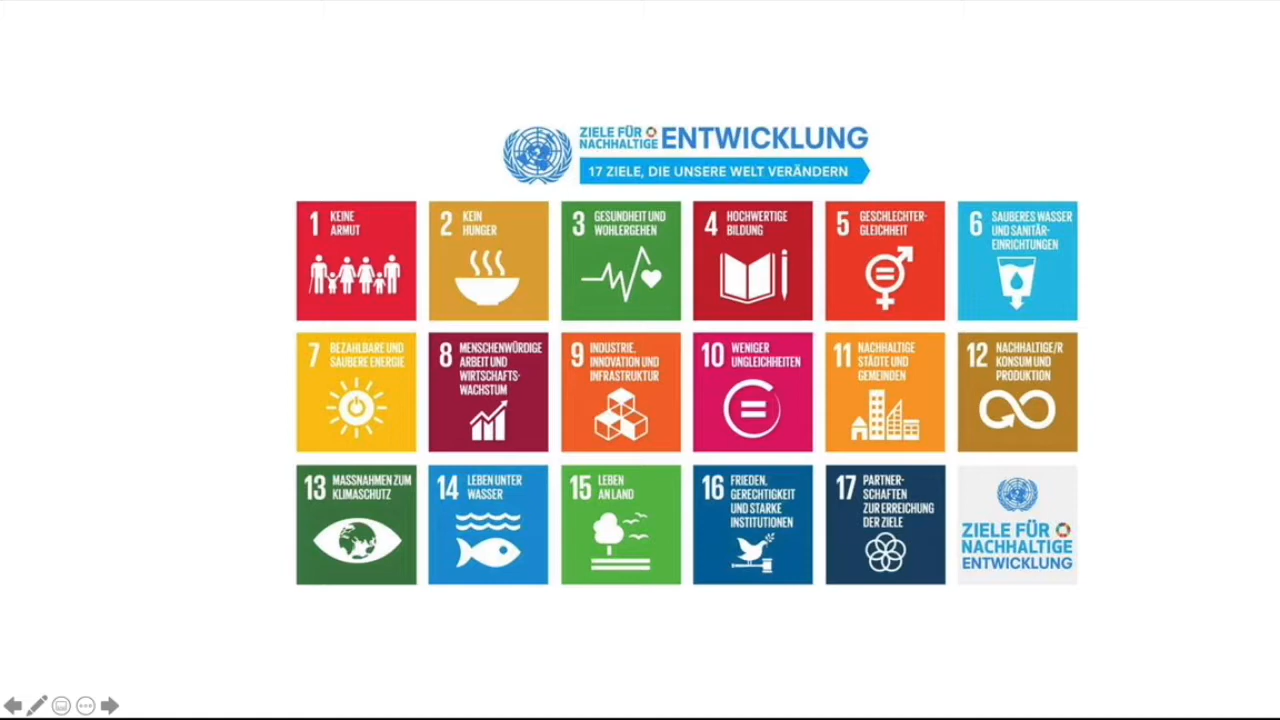 ZIELE FÜR
NACHHALTIGE
ENTWICKLUNG
17 ZIELE, DIE UNSERE WELT VERÄNDERN
1 KEINE
ARMUT
2 KEIN
HUNGER
3 GESUNDHEIT UND
WOHLERGEHEN
4 HOCHWERTIGE
BILDUNG
5 GESCHLECHTER-
GLEICHHEIT
6 SAUBERES WASSER
UND SANITÄR-
EINRICHTUNGEN
7 BEZAHLBARE UND
SAUBERE ENERGIE
8 MENSCHENWÜRDIGE
ARBEIT UND
WIRTSCHAFTS-
WACHSTUM
9 INDUSTRIE,
INNOVATION UND
INFRASTRUKTUR
10 WENIGER
UNGLEICHHEITEN
11 NACHHALTIGE
STÄDTE UND
GEMEINDEN
12 NACHHALTIGE/R
KONSUM UND
PRODUKTION
13 MASSNAHMEN ZUM
KLIMASCHUTZ
14 LEBEN UNTER
WASSER
15 LEBEN
AN LAND
16 FRIEDEN,
GERECHTIGKEIT
UND STARKE
INSTITUTIONEN
17 PARTNER-
SCHAFTEN
ZUR ERREICHUNG
DER ZIELE
ZIELE FÜR
NACHHALTIGE
ENTWICKLUNG